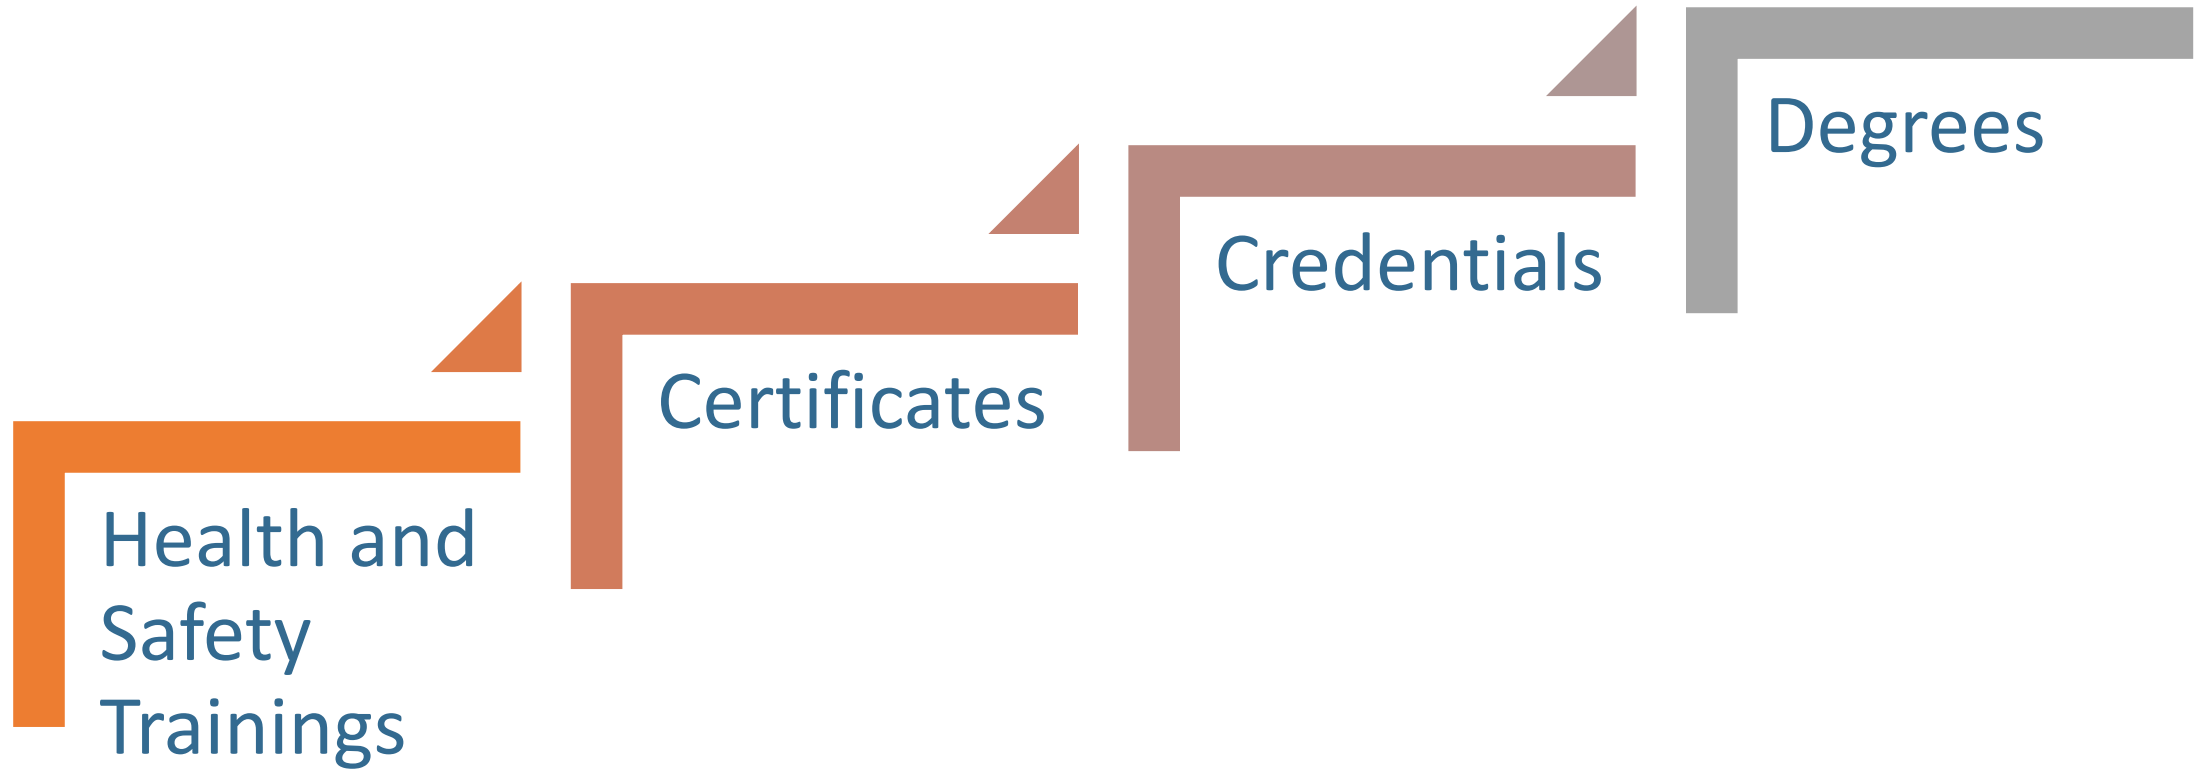 Health and
Safety
Trainings
Certificates
Credentials
Degrees